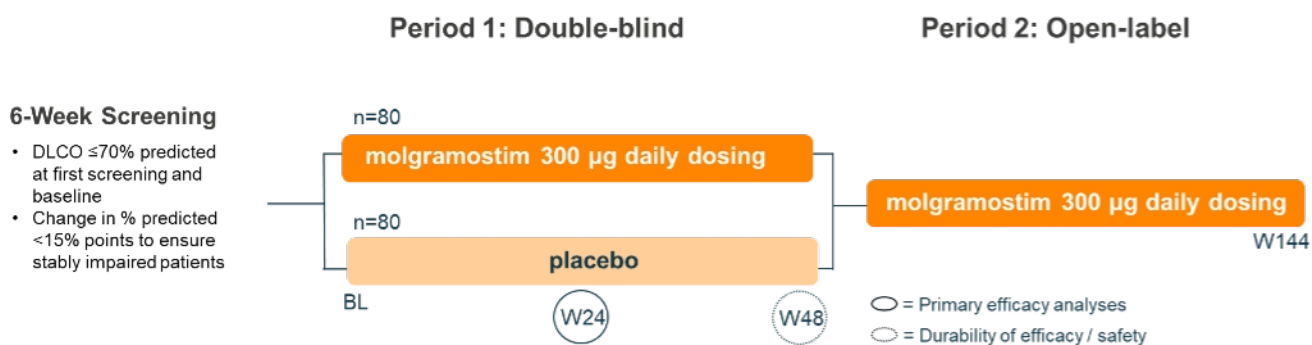 Period 1: Double-blind
Period 2: Open-label
6-Week Screening
• DLCO ≤70% predicted
at first screening and
baseline
• Change in % predicted
<15% points to ensure
stably impaired patients
n=80
molgramostim 300 µg daily dosing
n=80
placebo
BL
W24
W48
molgramostim 300 µg daily dosing
W144
= Primary efficacy analyses
= Durability of efficacy / safety